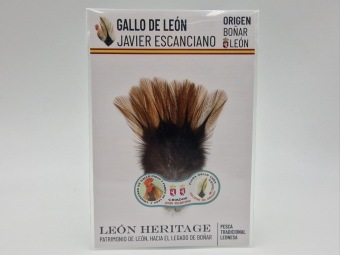 GALLO DE LEÓN
JAVIER ESCANCIANO
ORIGEN
BOÑAR
LEÓN
CRIADOR
LEÓN HERITAGE
PATRIMONIO DE LEÓN, HACIA EL LEGADO DE BOÑAR
PESCA
TRADICIONAL
LEONESA